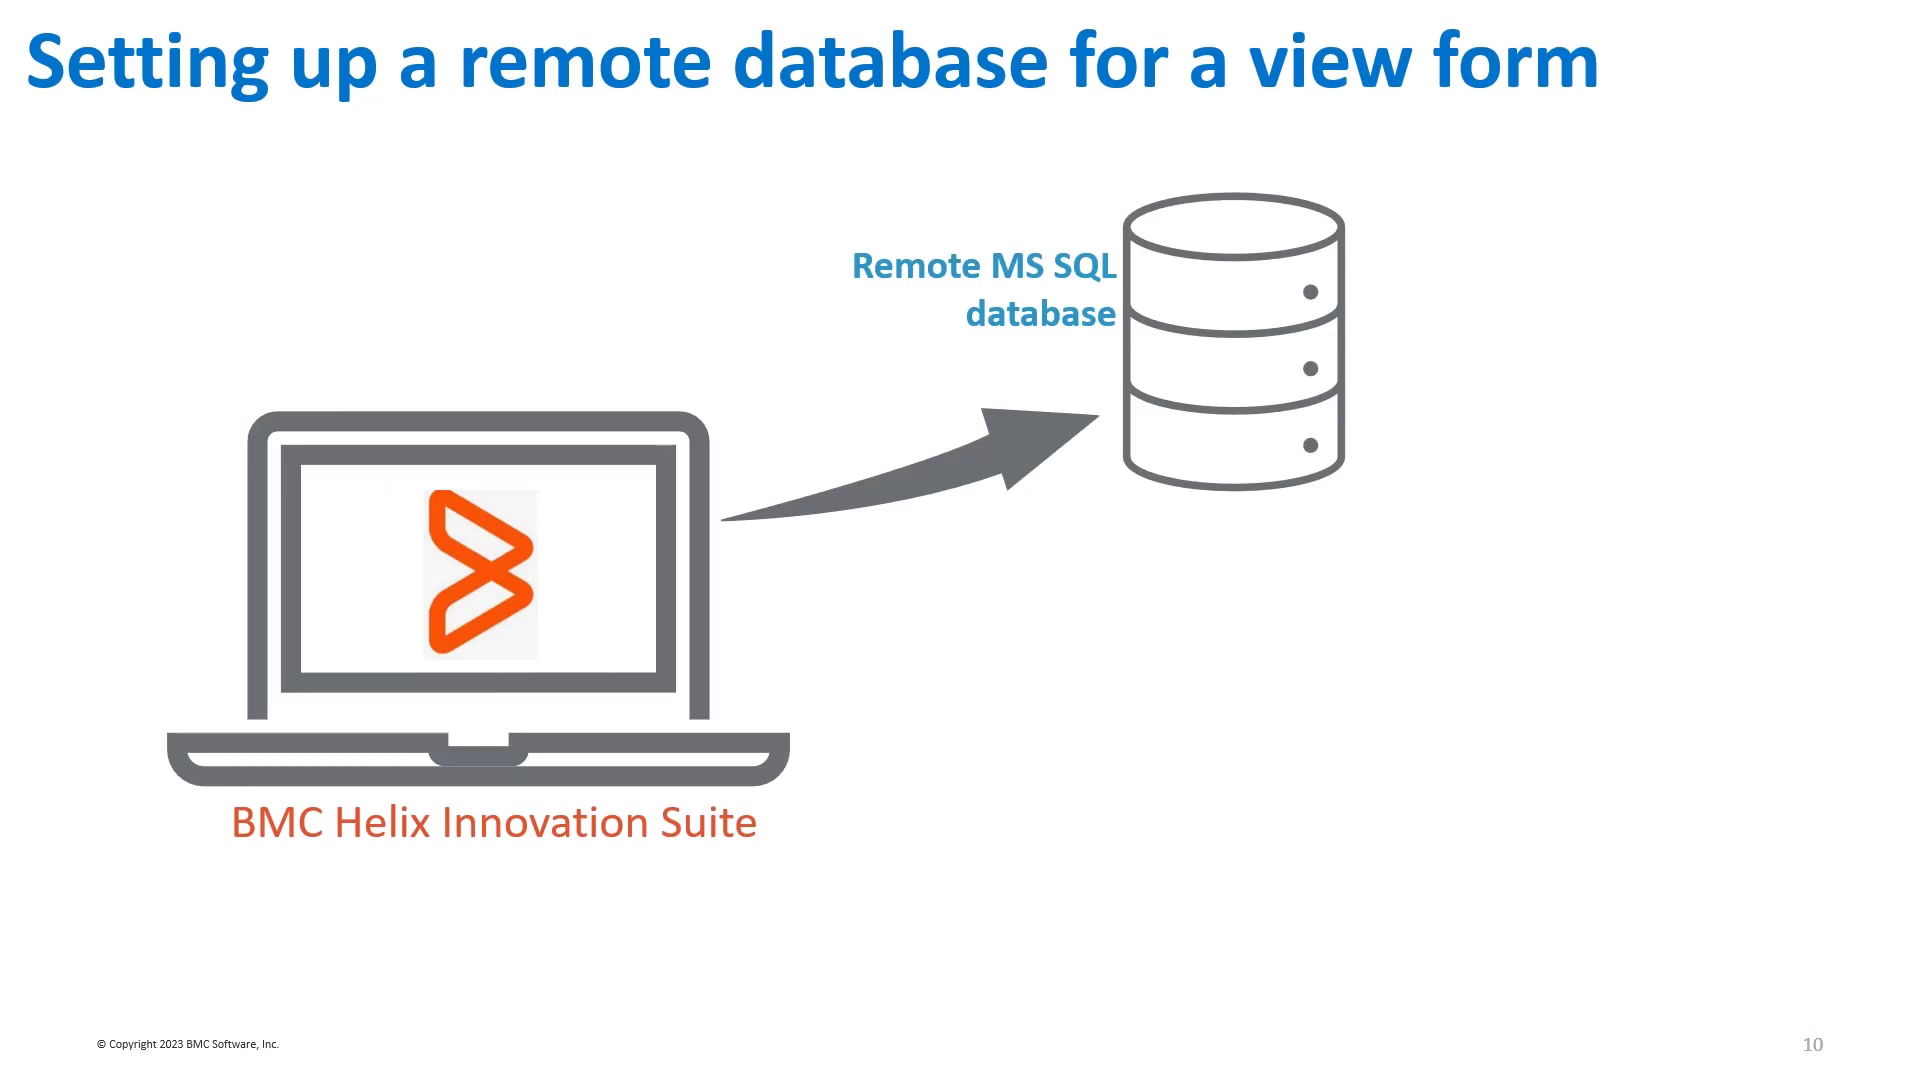 Setting up a remote database for a view form
Remote MS SQL
database
BMC Helix Innovation Suite
© Copyright 2023 BMC Software, Inc.
10